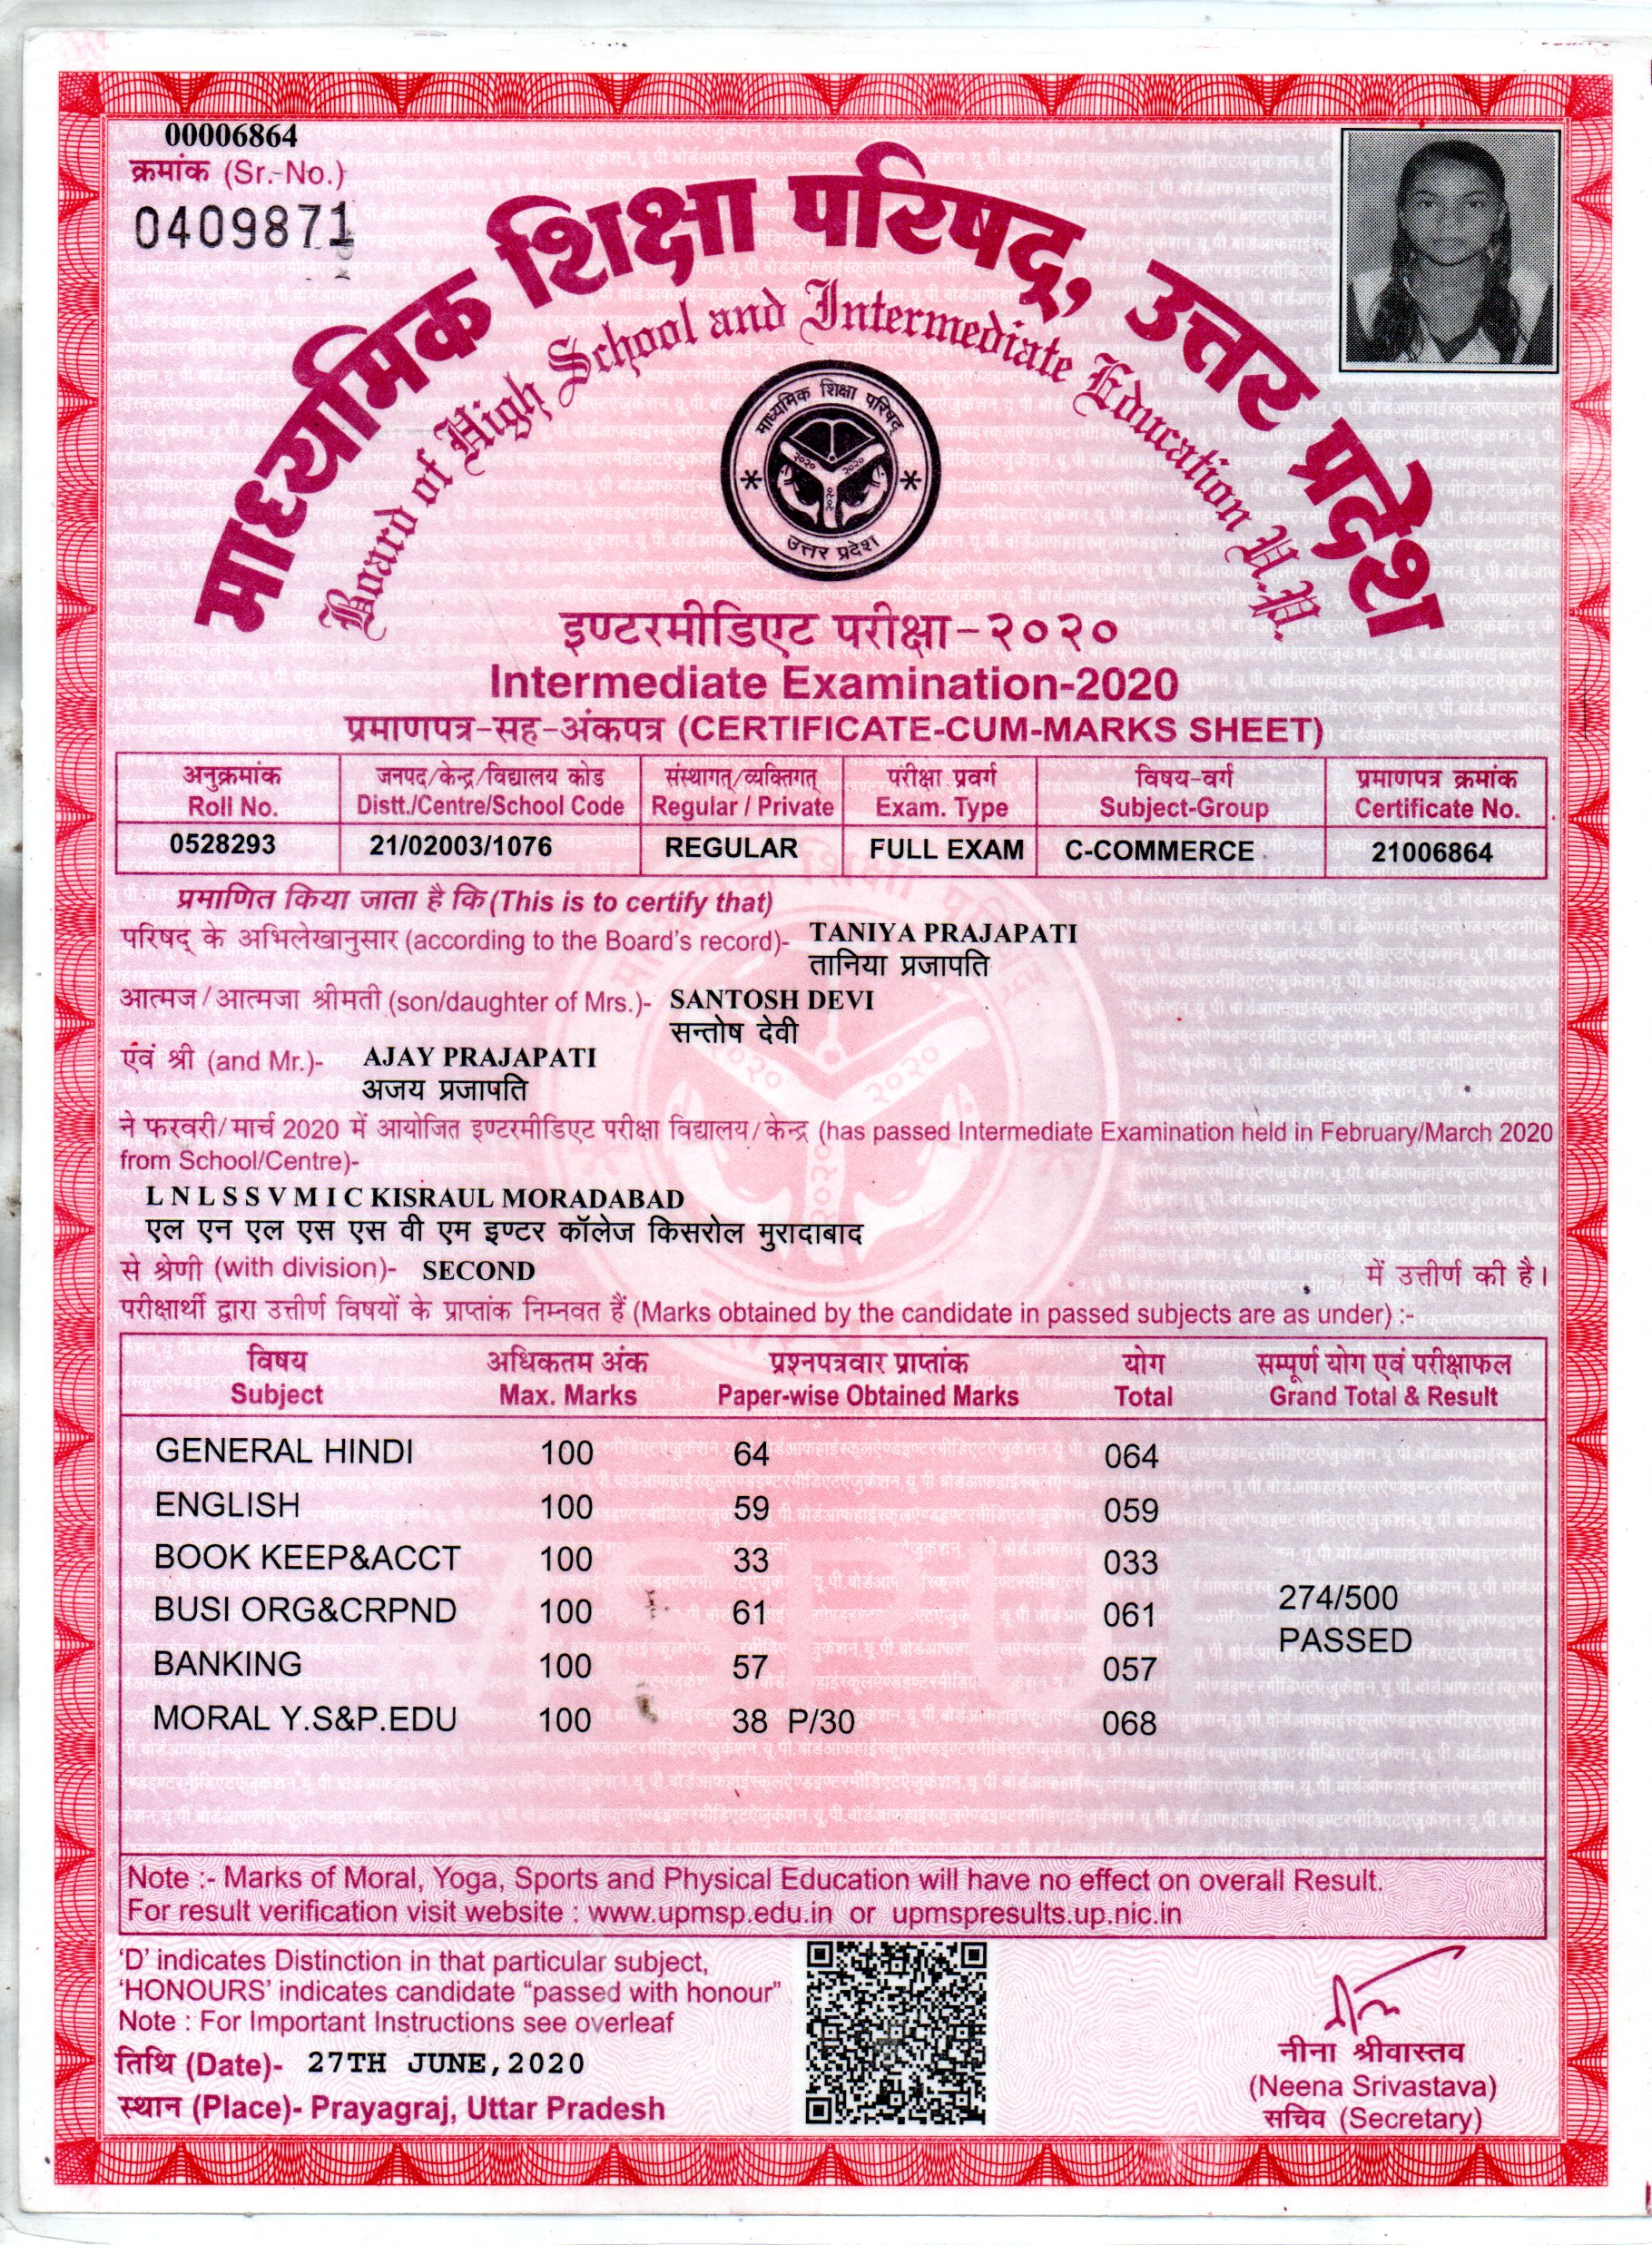 00006864
क्रमांक (Sr. No.)
0409871
माध्यमिक शिक्षा परिषद्, उत्तर प्रदेश
Board of High School and Intermediate Education U.P.
माध्यमिक शिक्षा परिषद्
२०२० २०२०
२०२०
उत्तर प्रदेश
इण्टरमीडिएट परीक्षा-२०२०
Intermediate Examination-2020
प्रमाणपत्र-सह-अंकपत्र (CERTIFICATE-CUM-MARKS SHEET)
अनुक्रमांक जनपद/केन्द्र/विद्यालय कोड संस्थागत्/व्यक्तिगत् परीक्षा प्रवर्ग विषय-वर्ग प्रमाणपत्र क्रमांक
Roll No. Distt./Centre/School Code Regular / Private Exam. Type Subject-Group Certificate No.
0528293 21/02003/1076 REGULAR FULL EXAM C-COMMERCE 21006864
प्रमाणित किया जाता है कि (This is to certify that)
परिषद् के अभिलेखानुसार (according to the Board's record)- TANIYA PRAJAPATI
तानिया प्रजापति
आत्मज/आत्मजा श्रीमती (son/daughter of Mrs.)- SANTOSH DEVI
सन्तोष देवी
एवं श्री (and Mr.)- AJAY PRAJAPATI
अजय प्रजापति
ने फरवरी/मार्च 2020 में आयोजित इण्टरमीडिएट परीक्षा विद्यालय/केन्द्र (has passed Intermediate Examination held in February/March 2020
from School/Centre)-
L N L S S V M I C KISRAUL MORADABAD
एल एन एल एस एस वी एम इण्टर कॉलेज किसरोल मुरादाबाद
से श्रेणी (with division)- SECOND में उत्तीर्ण की है।
परीक्षार्थी द्वारा उत्तीर्ण विषयों के प्राप्तांक निम्नवत हैं (Marks obtained by the candidate in passed subjects are as under) :-
विषय अधिकतम अंक प्रश्नपत्रवार प्राप्तांक योग सम्पूर्ण योग एवं परीक्षाफल
Subject Max. Marks Paper-wise Obtained Marks Total Grand Total & Result
GENERAL HINDI 100 64 064
ENGLISH 100 59 059
BOOK KEEP&ACCT 100 33 033
BUSI ORG&CRPND 100 61 061 274/500
PASSED
BANKING 100 57 057
MORAL Y.S&P.EDU 100 38 P/30 068
Note :- Marks of Moral, Yoga, Sports and Physical Education will have no effect on overall Result.
For result verification visit website : www.upmsp.edu.in or upmspresults.up.nic.in
'D' indicates Distinction in that particular subject,
'HONOURS' indicates candidate "passed with honour"
Note : For Important Instructions see overleaf
तिथि (Date)- 27TH JUNE,2020
स्थान (Place)- Prayagraj, Uttar Pradesh
नीना श्रीवास्तव
(Neena Srivastava)
सचिव (Secretary)